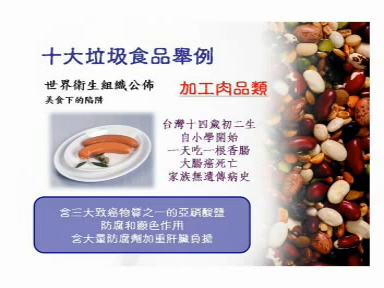 十大垃圾食品舉例
世界衛生組織公佈
美食下的陷阱
加工肉品類
台灣十四歲初二生
自小學開始
一天吃一根香腸
大腸癌死亡
家族無遺傳病史
含三大致癌物質之一的亞硝酸鹽
防腐和顯色作用
含大量防腐劑加重肝臟負擔